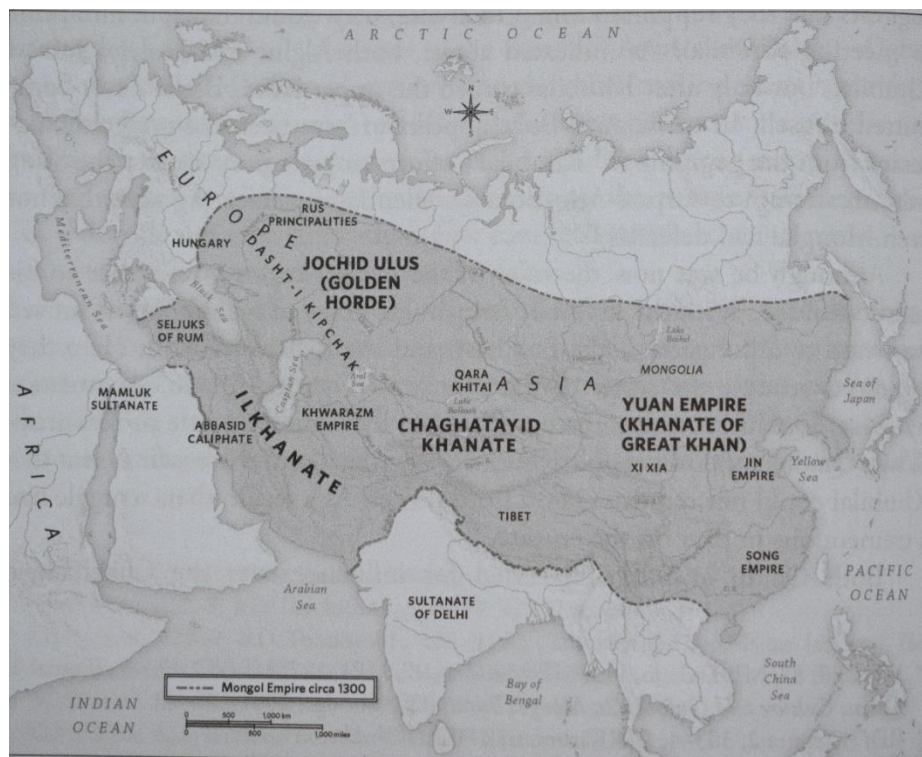 ARCTIC OCEAN
N
W
E
S
EUROPE
RUS
PRINCIPALITIES
HUNGARY
DASHT-I KIPCHAK
JOCHID ULUS
(GOLDEN
HORDE)
Mediterranean Sea
Black
Sea
SELJUKS
OF RUM
Caspian Sea
Aral
Sea
Lake
Baikal
MONGOLIA
QARA
KHITAI
ASIA
Lake
Balkash
Sea of
Japan
AFRICA
MAMLUK
SULTANATE
ABBASID
CALIPHATE
ILKHANATE
KHWARAZM
EMPIRE
CHAGHATAYID
KHANATE
YUAN EMPIRE
(KHANATE OF
GREAT KHAN)
XI XIA
JIN
EMPIRE
Yellow
Sea
TIBET
SONG
EMPIRE
PACIFIC
OCEAN
Arabian
Sea
SULTANATE
OF DELHI
Bay of
Bengal
South
China
Sea
INDIAN
OCEAN
Mongol Empire circa 1300
500 1,000 km
500 1,000 miles